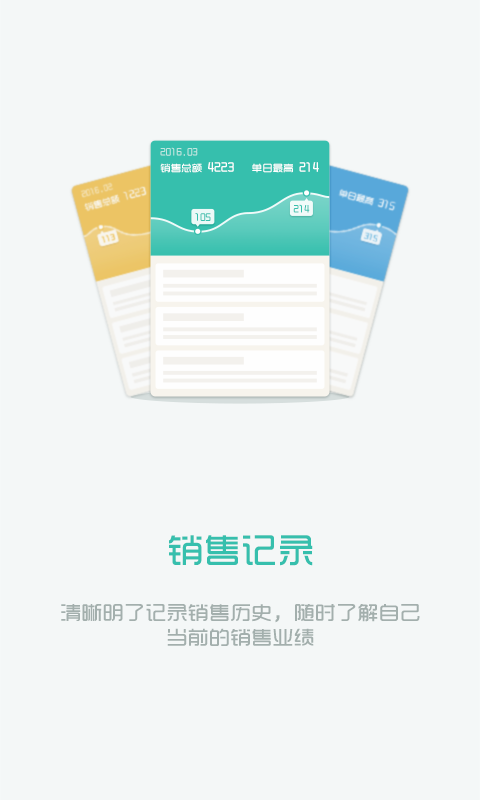 2016.03
销售总额 4223 单日最高 214
105
214
2016.02
销售总额 1223
113
单日最高 315
315
销售记录
清晰明了记录销售历史，随时了解自己
当前的销售业绩